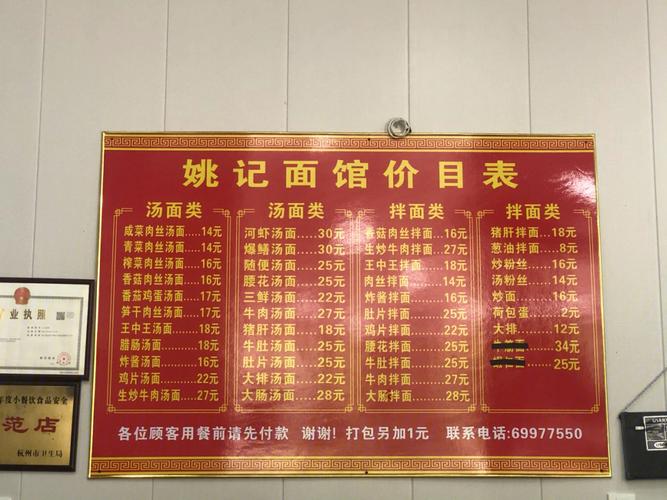 姚记面馆价目表
汤面类
咸菜肉丝汤面.....14元
青菜肉丝汤面.....14元
榨菜肉丝汤面.....16元
香菇肉丝汤面.....16元
番茄鸡蛋汤面.....17元
笋干肉丝汤面.....17元
王中王汤面........18元
腊肠汤面...........18元
炸酱汤面...........16元
鸡片汤面...........22元
生炒牛肉汤面.....27元
汤面类
河虾汤面......30元
爆鳝汤面......30元
随便汤面......25元
腰花汤面......25元
三鲜汤面......22元
牛肉汤面......27元
猪肝汤面......18元
牛肚汤面......25元
肚片汤面......25元
大排汤面......22元
大肠汤面......28元
拌面类
香菇肉丝拌面...16元
生炒牛肉拌面...27元
王中王拌面......18元
肉丝拌面.........14元
炸酱拌面.........16元
肚片拌面.........25元
鸡片拌面.........22元
腰花拌面.........25元
牛肚拌面.........25元
牛肉拌面.........27元
大肠拌面.........28元
拌面类
猪肝拌面...18元
葱油拌面....8元
炒粉丝......16元
汤粉丝......14元
炒面.........16元
荷包蛋.......2元
大排.........12元
34元
25元
各位顾客用餐前请先付款 谢谢! 打包另加1元 联系电话:69977550
业执照
年度小餐饮食品安全
范店
杭州市卫生局